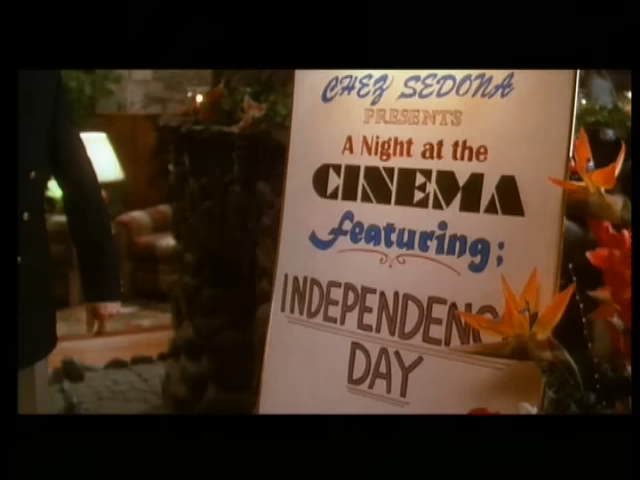 CHEZ SEDONA
PRESENTS
A Night at the
CINEMA
Featuring;
INDEPENDENC
DAY